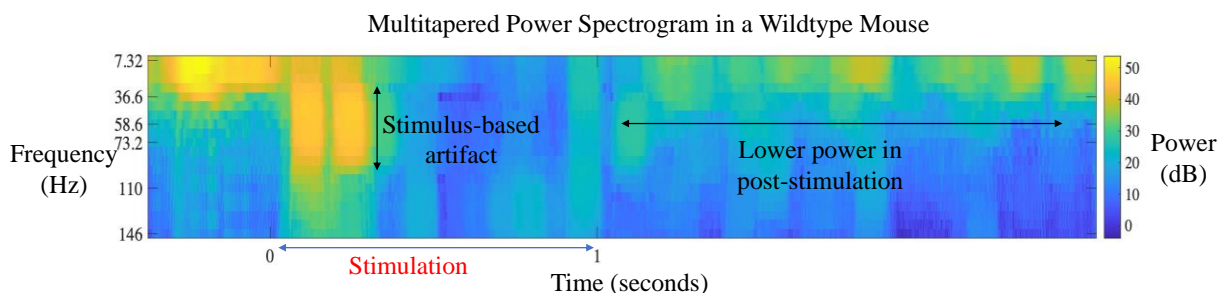 Multitapered Power Spectrogram in a Wildtype Mouse
7.32
36.6
58.6
73.2
110
146
Frequency
(Hz)
Stimulus-based
artifact
Lower power in
post-stimulation
50
40
30
20
10
0
Power
(dB)
0
1
Stimulation
Time (seconds)